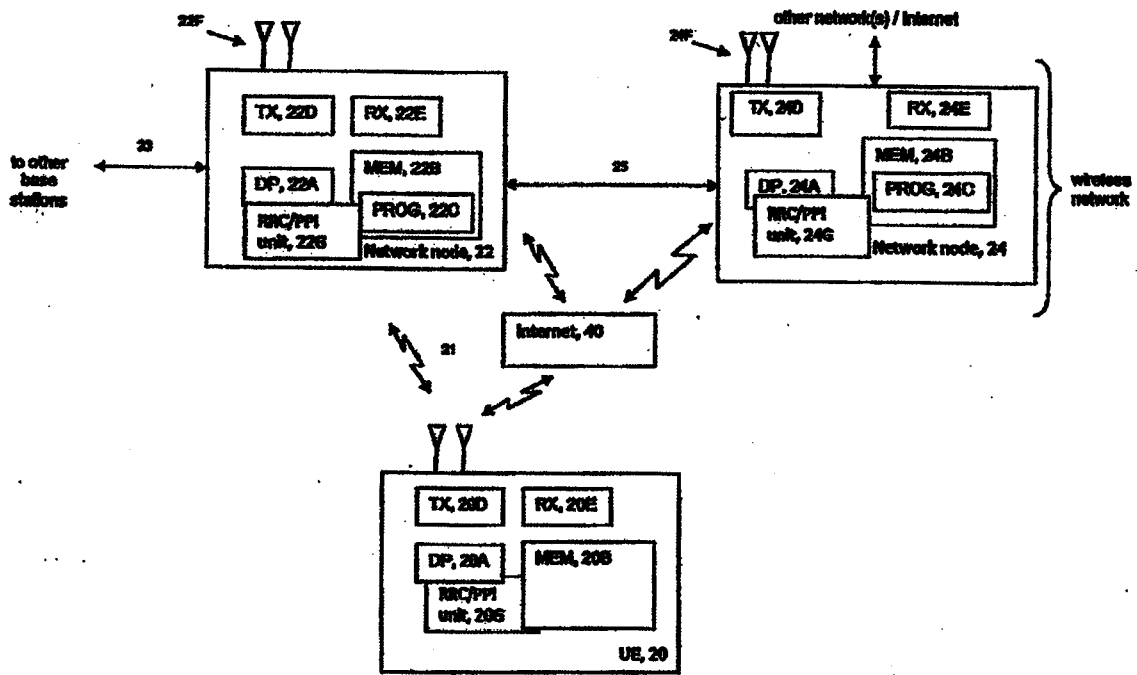 22F
24F
other network(s) / Internet
TX, 22D
RX, 22E
TX, 24D
RX, 24E
23
to other
base
stations
DP, 22A
MEM, 22B
PROG, 22C
RRC/PPI
unit, 22G
Network node, 22
25
DP, 24A
MEM, 24B
PROG, 24C
RRC/PPI
unit, 24G
Network node, 24
wireless
network
Internet, 40
21
TX, 20D
RX, 20E
DP, 20A
MEM, 20B
RRC/PPI
unit, 20G
UE, 20